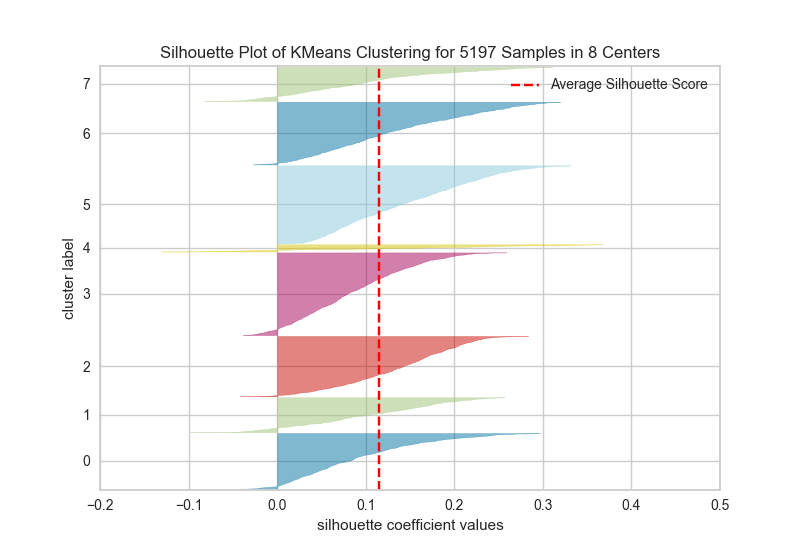 Silhouette Plot of KMeans Clustering for 5197 Samples in 8 Centers
Average Silhouette Score
7
6
5
4
3
2
1
0
cluster label
−0.2 −0.1 0.0 0.1 0.2 0.3 0.4 0.5
silhouette coefficient values